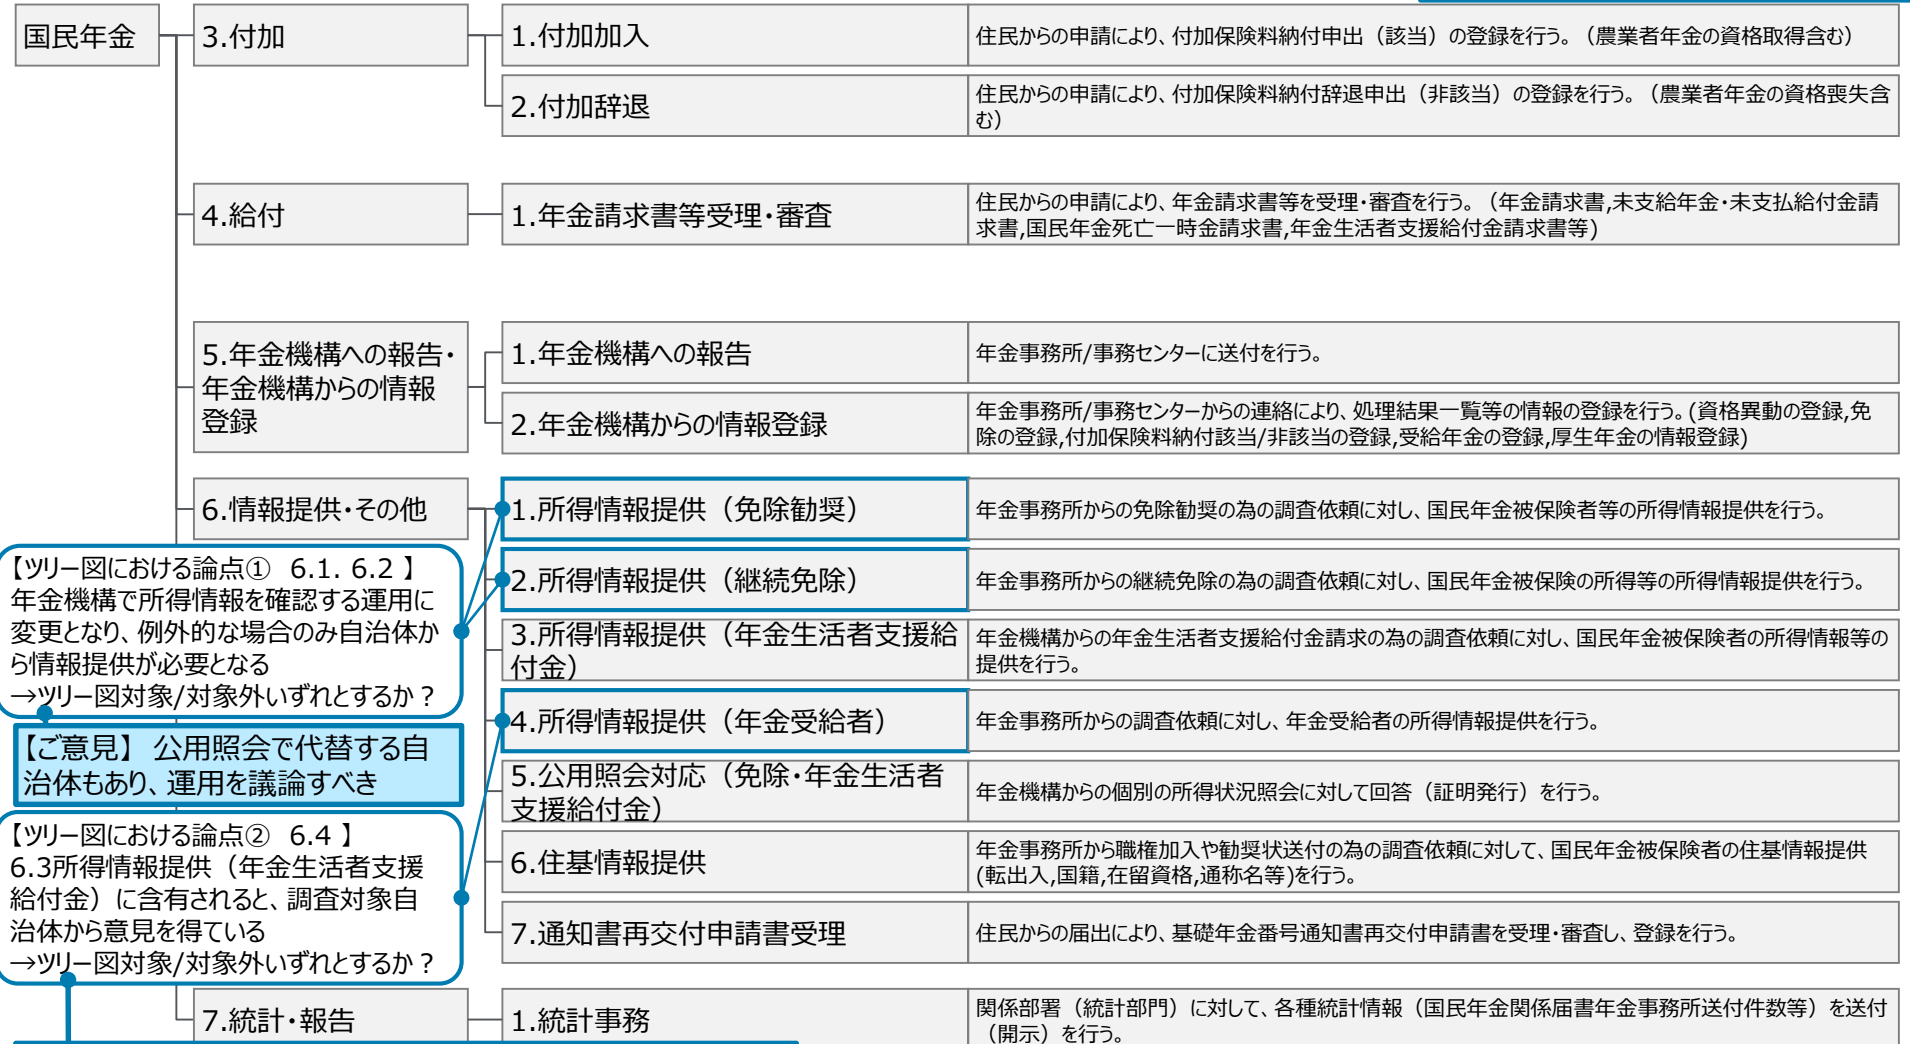 国民年金
3.付加
1.付加加入
住民からの申請により、付加保険料納付申出（該当）の登録を行う。（農業者年金の資格取得含む）
2.付加辞退
住民からの申請により、付加保険料納付辞退申出（非該当）の登録を行う。（農業者年金の資格喪失含
む）
4.給付
1.年金請求書等受理・審査
住民からの申請により、年金請求書等を受理・審査を行う。（年金請求書,未支給年金・未支払給付金請
求書,国民年金死亡一時金請求書,年金生活者支援給付金請求書等)
5.年金機構への報告・
年金機構からの情報
登録
1.年金機構への報告
年金事務所/事務センターに送付を行う。
2.年金機構からの情報登録
年金事務所/事務センターからの連絡により、処理結果一覧等の情報の登録を行う。(資格異動の登録,免
除の登録,付加保険料納付該当/非該当の登録,受給年金の登録,厚生年金の情報登録)
6.情報提供・その他
1.所得情報提供（免除勧奨）
年金事務所からの免除勧奨の為の調査依頼に対し、国民年金被保険者等の所得情報提供を行う。
2.所得情報提供（継続免除）
年金事務所からの継続免除の為の調査依頼に対し、国民年金被保険の所得等の所得情報提供を行う。
3.所得情報提供（年金生活者支援給
付金）
年金機構からの年金生活者支援給付金請求の為の調査依頼に対し、国民年金被保険者の所得情報等の
提供を行う。
4.所得情報提供（年金受給者）
年金事務所からの調査依頼に対し、年金受給者の所得情報提供を行う。
5.公用照会対応（免除・年金生活者
支援給付金）
年金機構からの個別の所得状況照会に対して回答（証明発行）を行う。
6.住基情報提供
年金事務所から職権加入や勧奨状送付の為の調査依頼に対して、国民年金被保険者の住基情報提供
(転出入,国籍,在留資格,通称名等)を行う。
7.通知書再交付申請書受理
住民からの届出により、基礎年金番号通知書再交付申請書を受理・審査し、登録を行う。
【ツリー図における論点①　6.1. 6.2 】
年金機構で所得情報を確認する運用に
変更となり、例外的な場合のみ自治体か
ら情報提供が必要となる
→ツリー図対象/対象外いずれとするか？
【ご意見】 公用照会で代替する自
治体もあり、運用を議論すべき
【ツリー図における論点②　6.4 】
6.3所得情報提供（年金生活者支援
給付金）に含有されると、調査対象自
治体から意見を得ている
→ツリー図対象/対象外いずれとするか？
7.統計・報告
1.統計事務
関係部署（統計部門）に対して、各種統計情報（国民年金関係届書年金事務所送付件数等）を送付
（開示）を行う。